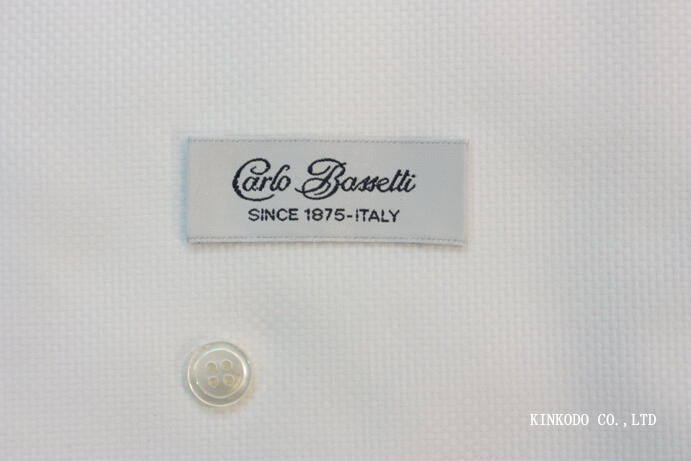 Carlo Bassetti
SINCE 1875-ITALY
KINKODO CO.,LTD